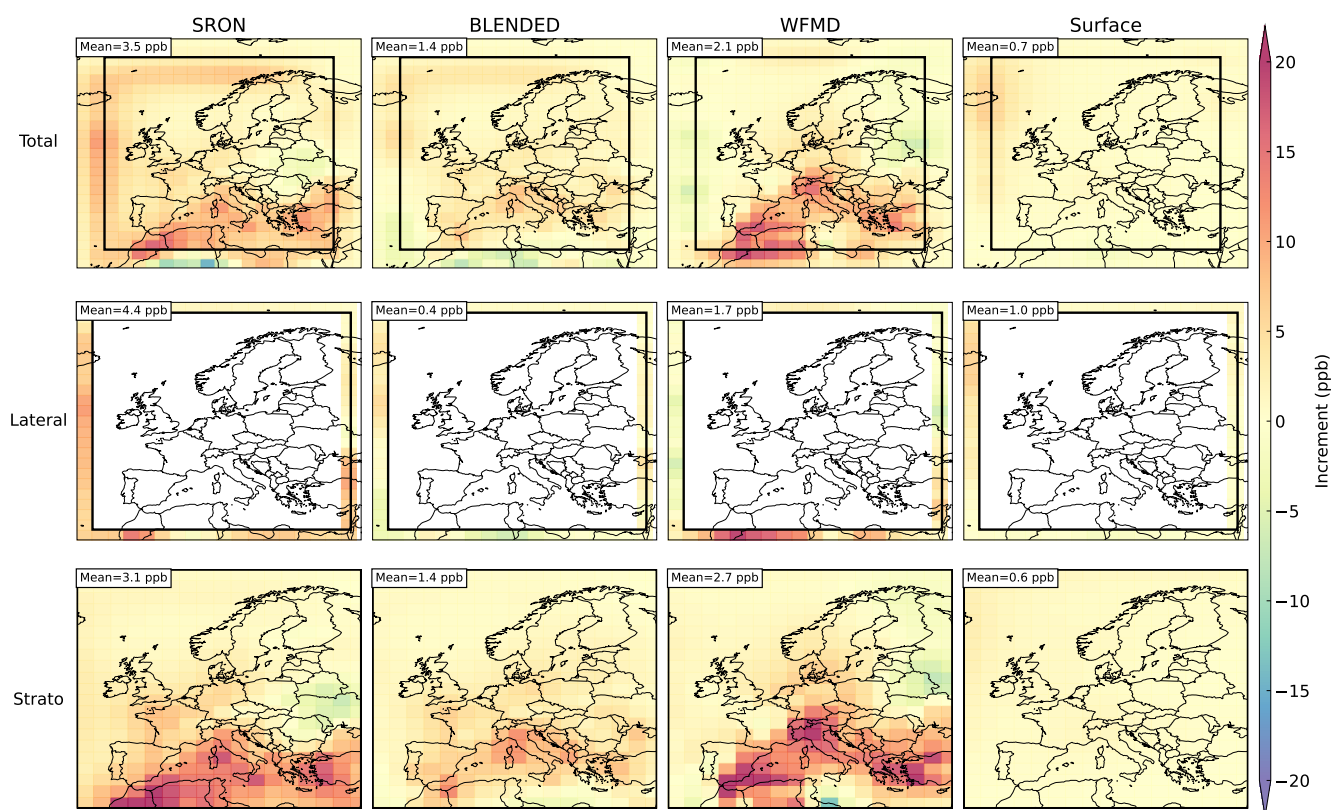 SRON BLENDED WFMD Surface
Total
Mean=3.5 ppb Mean=1.4 ppb Mean=2.1 ppb Mean=0.7 ppb
Lateral
Mean=4.4 ppb Mean=0.4 ppb Mean=1.7 ppb Mean=1.0 ppb
Strato
Mean=3.1 ppb Mean=1.4 ppb Mean=2.7 ppb Mean=0.6 ppb
20
15
10
5
0
−5
−10
−15
−20
Increment (ppb)